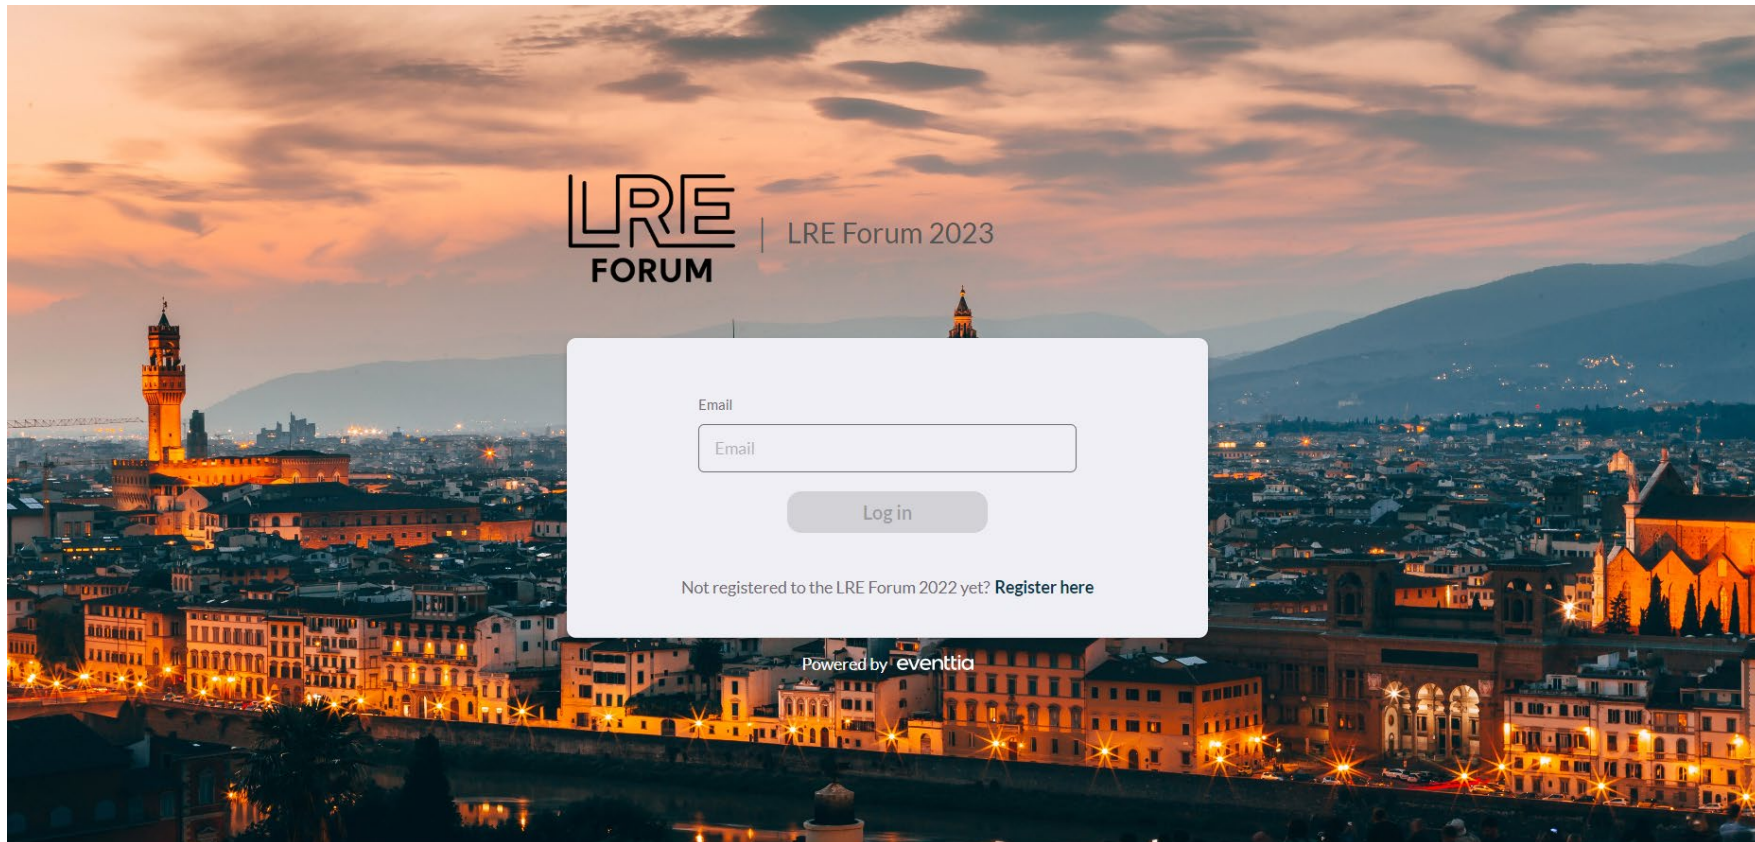 LRE
FORUM
LRE Forum 2023
Email
Email
Log in
Not registered to the LRE Forum 2022 yet? Register here
Powered by eventtia